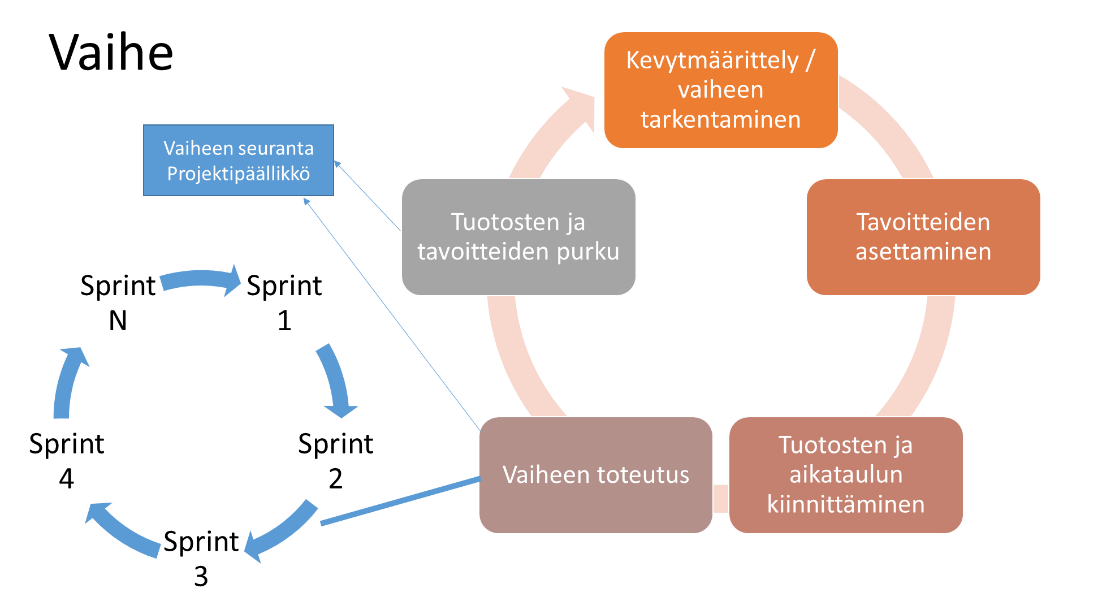 Vaihe
Kevytmäärittely /
vaiheen
tarkentaminen
Vaiheen seuranta
Projektipäällikkö
Tuotosten ja
tavoitteiden purku
Tavoitteiden
asettaminen
Sprint
N
Sprint
1
Sprint
4
Sprint
2
Sprint
3
Vaiheen toteutus
Tuotosten ja
aikataulun
kiinnittäminen